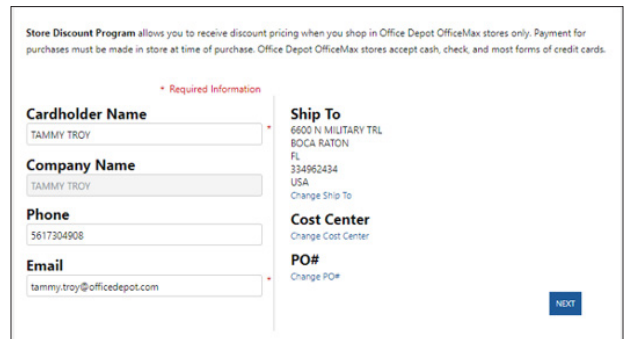 Store Discount Program allows you to receive discount pricing when you shop in Office Depot OfficeMax stores only. Payment for
purchases must be made in store at time of purchase. Office Depot OfficeMax stores accept cash, check, and most forms of credit cards.
* Required Information
Cardholder Name
TAMMY TROY *
Company Name
TAMMY TROY
Phone
5617304908
Email
tammy.troy@officedepot.com *
Ship To
6600 N MILITARY TRL
BOCA RATON
FL
334962434
USA
Change Ship To
Cost Center
Change Cost Center
PO#
Change PO#
NEXT